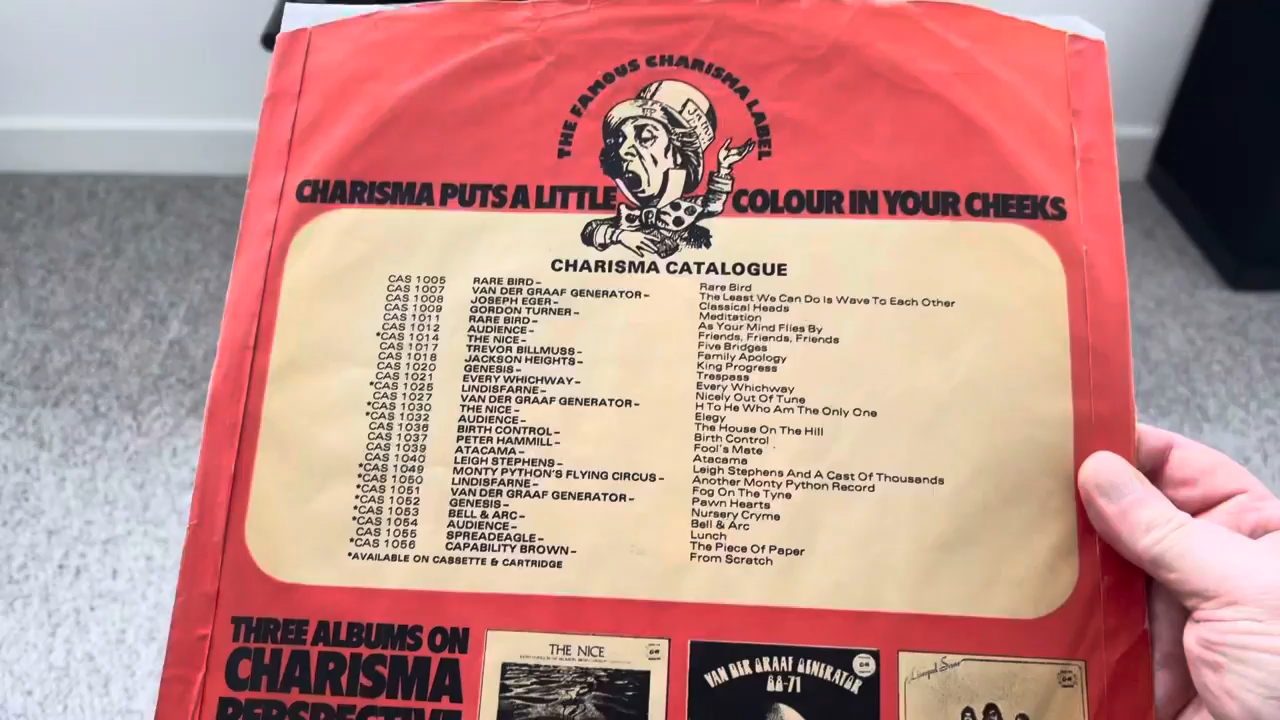 THE FAMOUS CHARISMA LABEL
CHARISMA PUTS A LITTLE COLOUR IN YOUR CHEEKS
CHARISMA CATALOGUE
CAS 1005 RARE BIRD– Rare Bird
CAS 1007 VAN DER GRAAF GENERATOR– The Least We Can Do Is Wave To Each Other
CAS 1008 JOSEPH EGER– Classical Heads
CAS 1009 GORDON TURNER– Meditation
CAS 1011 RARE BIRD– As Your Mind Flies By
CAS 1012 AUDIENCE– Friends, Friends, Friends
*CAS 1014 THE NICE– Five Bridges
CAS 1017 TREVOR BILLMUSS– Family Apology
CAS 1018 JACKSON HEIGHTS– King Progress
CAS 1020 GENESIS– Trespass
CAS 1021 EVERY WHICHWAY– Every Whichway
*CAS 1025 LINDISFARNE– Nicely Out Of Tune
CAS 1027 VAN DER GRAAF GENERATOR– H To He Who Am The Only One
*CAS 1030 THE NICE– Elegy
*CAS 1032 AUDIENCE– The House On The Hill
CAS 1036 BIRTH CONTROL– Birth Control
CAS 1037 PETER HAMMILL– Fool's Mate
CAS 1039 ATACAMA– Atacama
CAS 1040 LEIGH STEPHENS– Leigh Stephens And A Cast Of Thousands
*CAS 1049 MONTY PYTHON'S FLYING CIRCUS– Another Monty Python Record
*CAS 1050 LINDISFARNE– Fog On The Tyne
*CAS 1051 VAN DER GRAAF GENERATOR– Pawn Hearts
*CAS 1052 GENESIS– Nursery Cryme
*CAS 1053 BELL & ARC– Bell & Arc
*CAS 1054 AUDIENCE– Lunch
CAS 1055 SPREADEAGLE– The Piece Of Paper
*CAS 1056 CAPABILITY BROWN– From Scratch
*AVAILABLE ON CASSETTE & CARTRIDGE
THREE ALBUMS ON
CHARISMA
PERSPECTIVE
THE NICE
VAN DER GRAAF GENERATOR
68-71